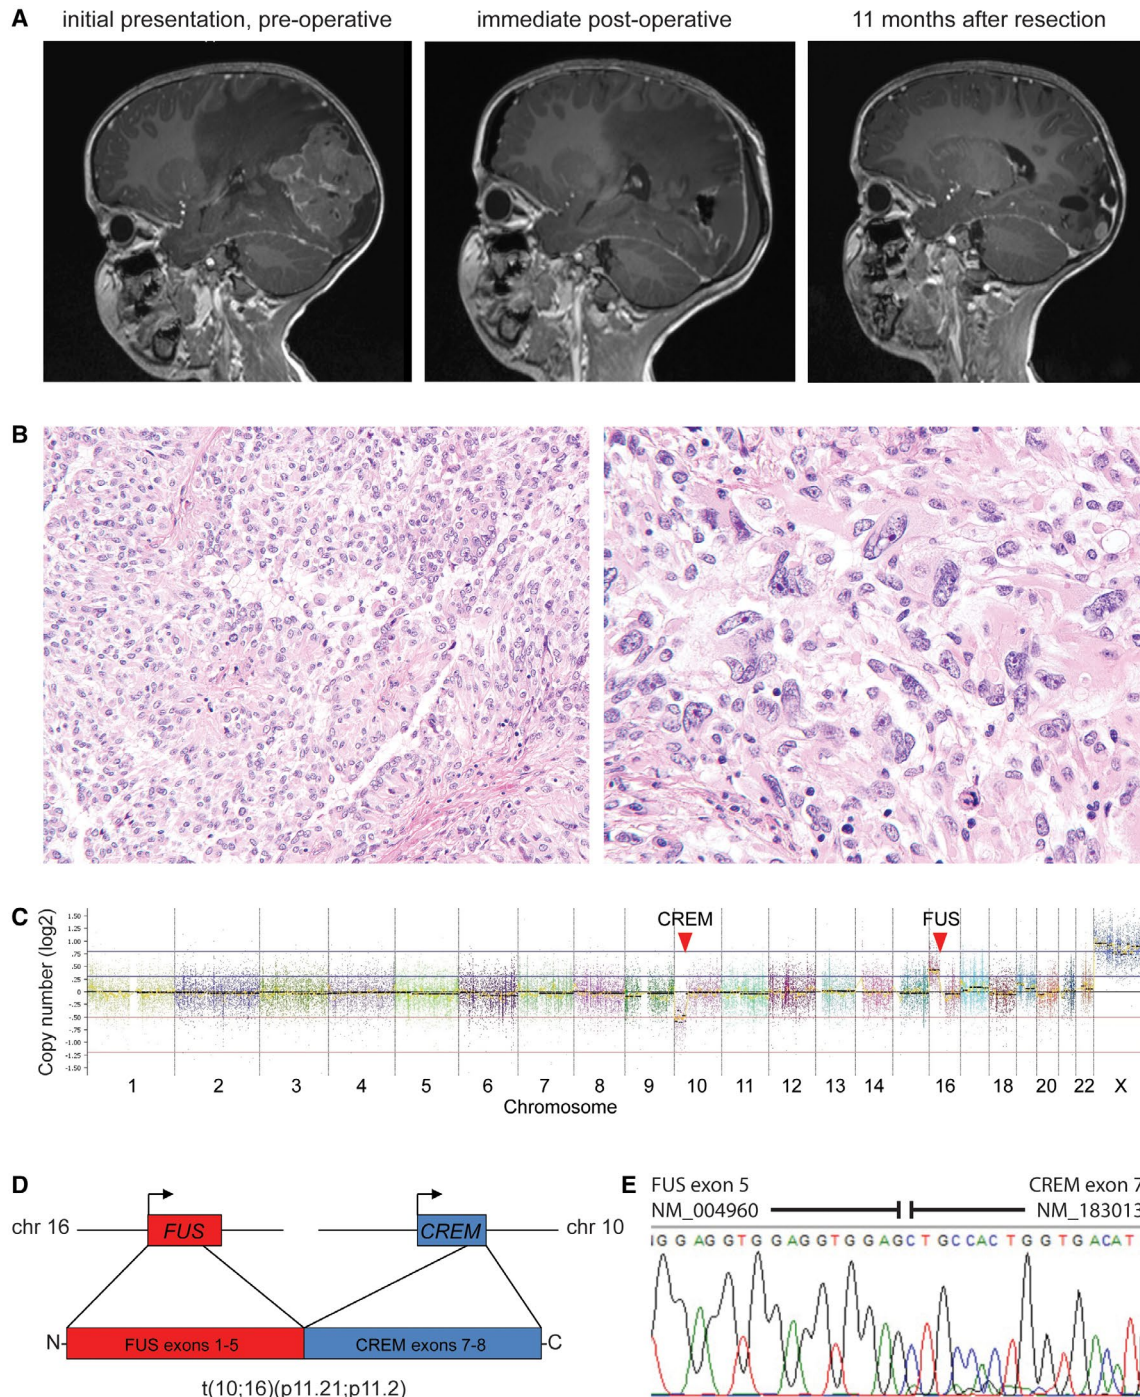 A
initial presentation, pre-operative
immediate post-operative
11 months after resection
B
C
CREM
FUS
Copy number (log2)
1.50
1.25
1.00
.75
.50
.25
0
-.25
-.50
-.75
-1.00
-1.25
-1.50
1 2 3 4 5 6 7 8 9 10 11 12 13 14 16 18 20 22 X
Chromosome
D
chr 16
FUS
CREM
chr 10
N
FUS exons 1-5
CREM exons 7-8
C
t(10;16)(p11.21;p11.2)
E
FUS exon 5
CREM exon 7
NM_004960
NM_183013
GGAGGTGGAGGTGGAGCTGCCACTGGTGACAT